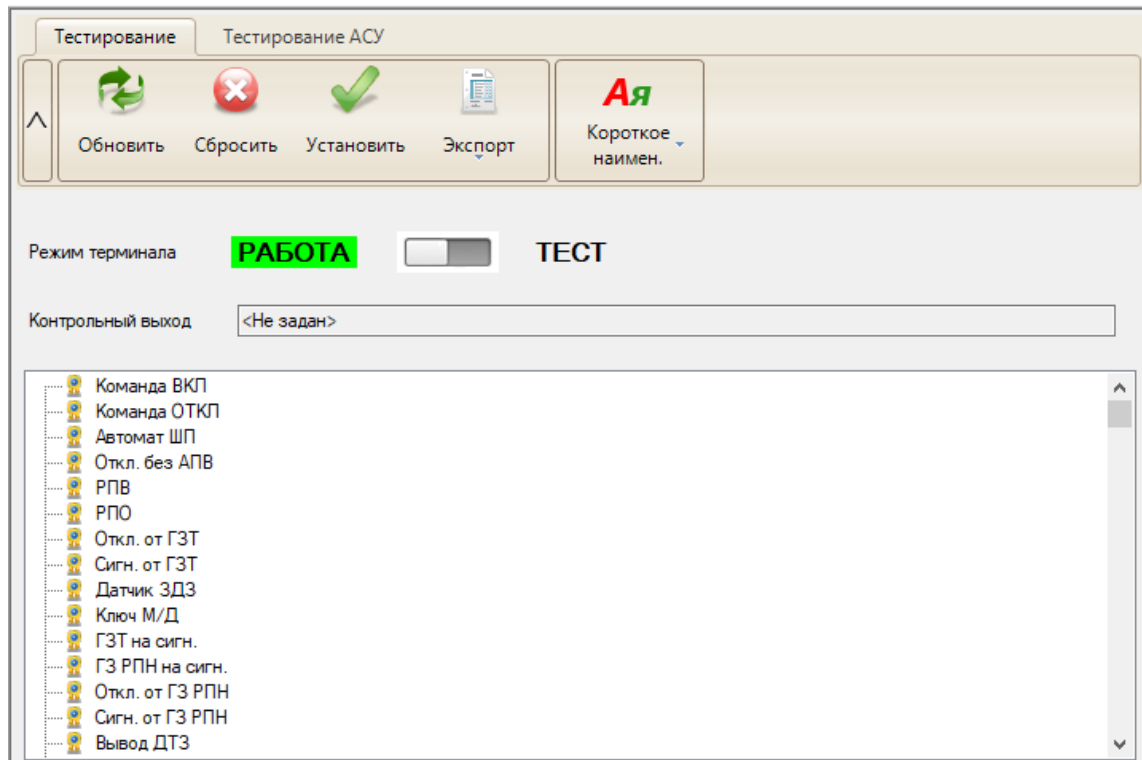 Тестирование
Тестирование АСУ
Обновить
Сбросить
Установить
Экспорт
Ая
Короткое
наимен.
Режим терминала
РАБОТА
ТЕСТ
Контрольный выход
<Не задан>
Команда ВКЛ
Команда ОТКЛ
Автомат ШП
Откл. без АПВ
РПВ
РПО
Откл. от ГЗТ
Сигн. от ГЗТ
Датчик ЗДЗ
Ключ М/Д
ГЗТ на сигн.
ГЗ РПН на сигн.
Откл. от ГЗ РПН
Сигн. от ГЗ РПН
Вывод ДТЗ